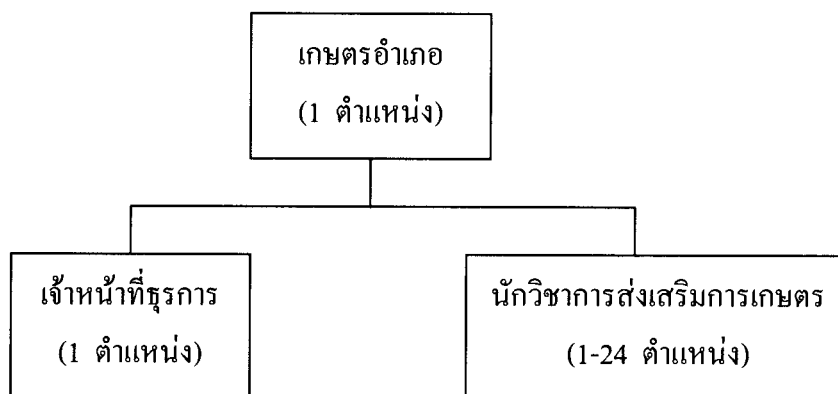 เกษตรอำเภอ
(1 ตำแหน่ง)
เจ้าหน้าที่ธุรการ
(1 ตำแหน่ง)
นักวิชาการส่งเสริมการเกษตร
(1-24 ตำแหน่ง)